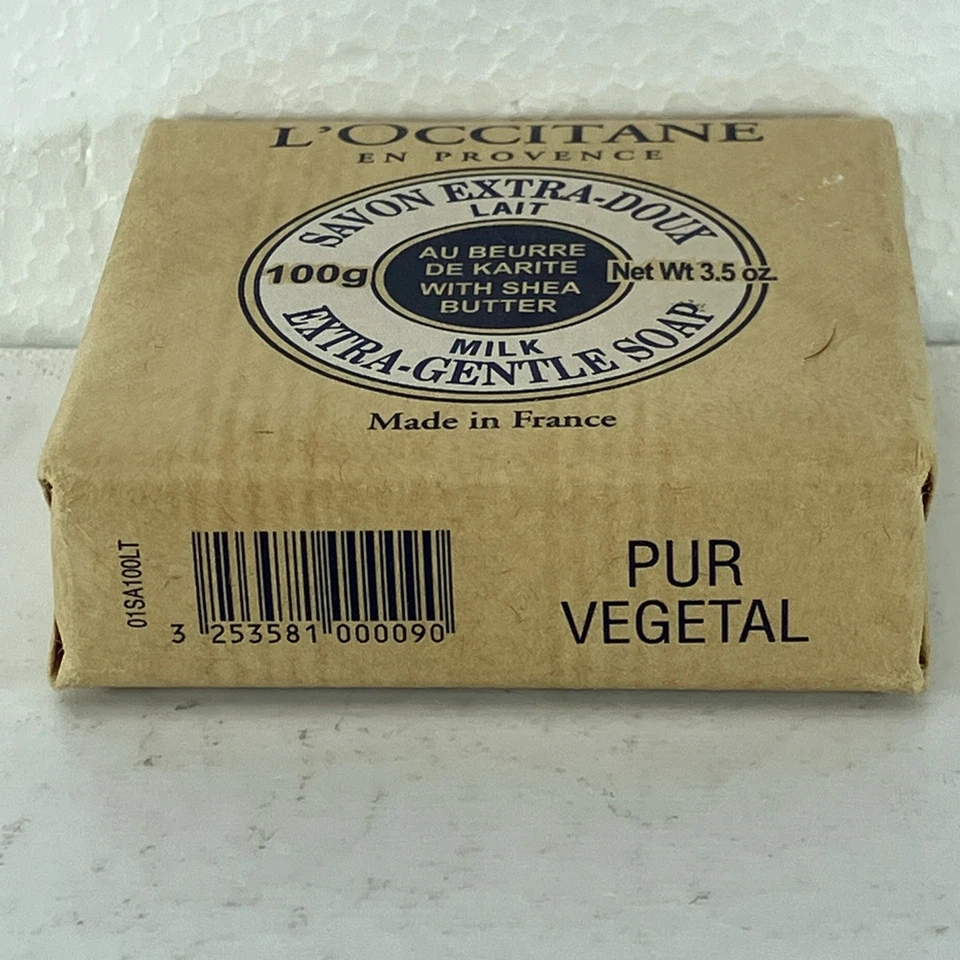 L'OCCITANE
EN PROVENCE
SAVON EXTRA-DOUX
LAIT
100g
AU BEURRE
DE KARITE
WITH SHEA
BUTTER
Net Wt 3.5 oz.
MILK
EXTRA-GENTLE SOAP
Made in France
01SA100LT
3 253581 000090
PUR
VEGETAL